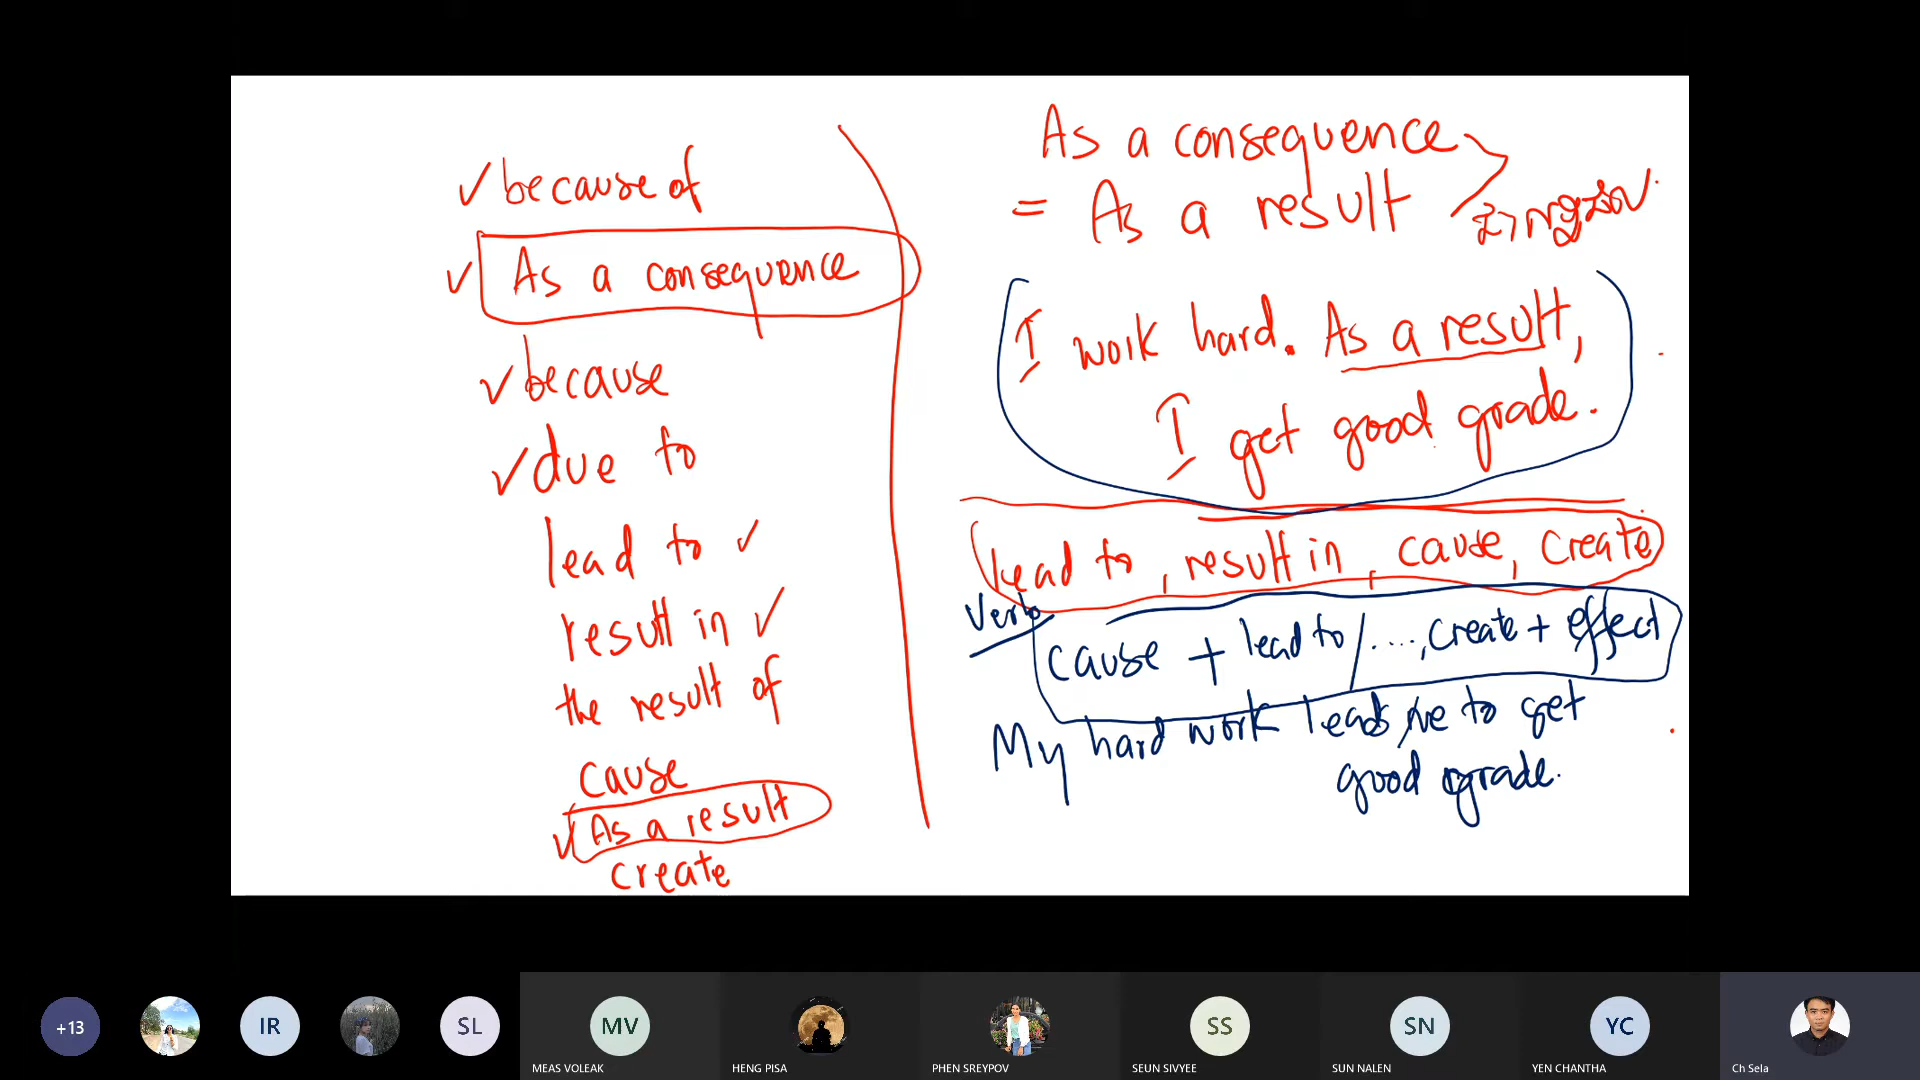 ✓ because of
✓ As a consequence
✓ because
✓ due to
lead to ✓
result in ✓
the result of
cause
✓ As a result
create
As a consequence
= As a result
I work hard. As a result,
I get good grade.
Lead to, result in, cause, create
Verb
cause + lead to / ...., create + effect
My hard work leads me to get
good grade.
+13
IR
SL
MV
SS
SN
YC
MEAS VOLEAK
HENG PISA
PHEN SREYPOV
SEUN SIVYEE
SUN NALEN
YEN CHANTHA
Ch Sela